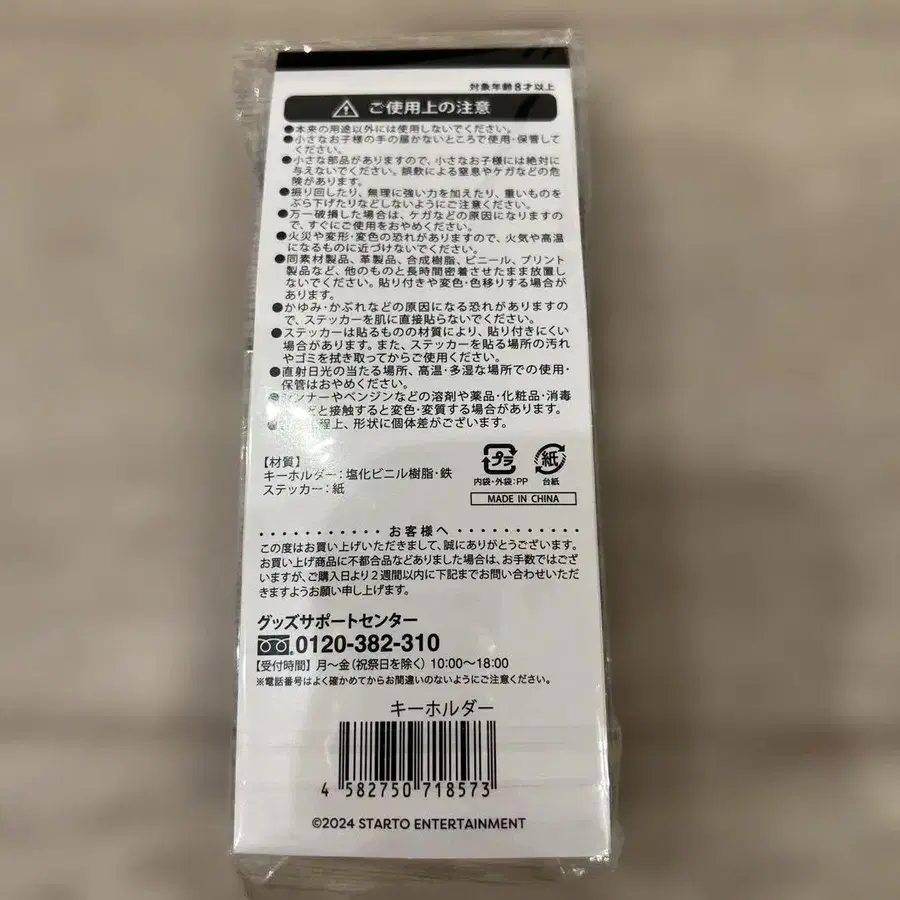 対象年齢8才以上
ご使用上の注意
●本来の用途以外には使用しないでください。
●小さなお子様の手の届かないところで使用・保管して
ください。
●小さな部品がありますので、小さなお子様には絶対に
与えないでください。誤飲による窒息やケガなどの危
険があります。
●振り回したり、無理に強い力を加えたり、重いものを
ぶら下げたりなどしないようにご注意ください。
●万一破損した場合は、ケガなどの原因になりますの
で、すぐにご使用をおやめください。
●火災や変形・変色の恐れがありますので、火気や高温
になるものに近づけないでください。
●同素材製品、革製品、合成樹脂、ビニール、プリント
製品など、他のものと長時間密着させたまま放置し
ないでください。貼り付きや変色・色移りする場合が
あります。
●かゆみ・かぶれなどの原因になる恐れがありますの
で、ステッカーを肌に直接貼らないでください。
●ステッカーは貼るものの材質により、貼り付きにくい
場合があります。また、ステッカーを貼る場所の汚れ
やゴミを拭き取ってからご使用ください。
●直射日光の当たる場所、高温・多湿な場所での使用・
保管はおやめください。
●シンナーやベンジンなどの溶剤や薬品・化粧品・消毒
どと接触すると変色・変質する場合があります。
●程上、形状に個体差がございます。
【材質】
キーホルダー：塩化ビニル樹脂・鉄
ステッカー：紙
プラ
内袋・外袋：PP
紙
台紙
MADE IN CHINA
お客様へ
この度はお買い上げいただきまして、誠にありがとうございます。
お買い上げ商品に不都合品などありました場合は、お手数ではござ
いますが、ご購入日より2週間以内に下記までお問い合わせいただ
きますようお願い申し上げます。
グッズサポートセンター
0120-382-310
【受付時間】月～金(祝祭日を除く) 10:00～18:00
※電話番号はよく確かめてからお間違いのないようにご注意ください。
キーホルダー
4 582750 718573
©2024 STARTO ENTERTAINMENT